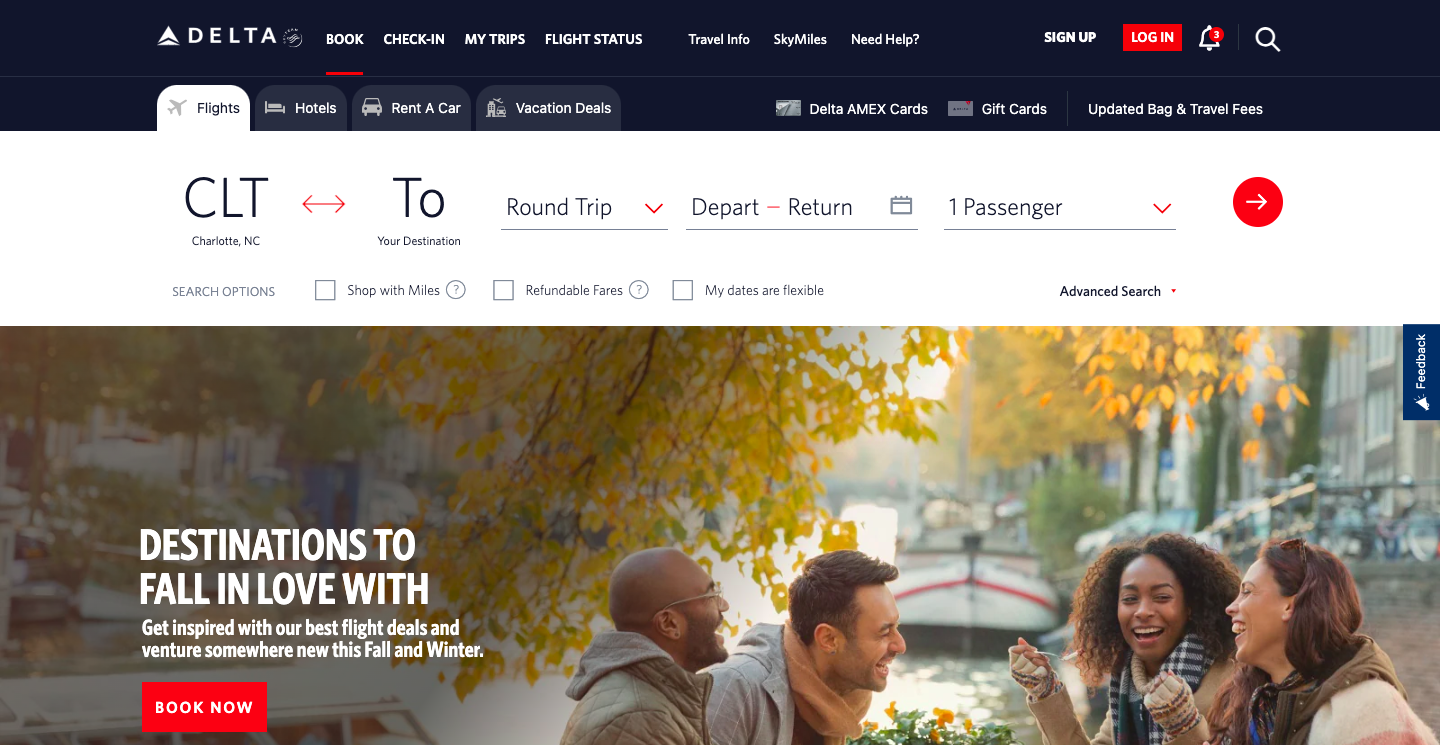 DELTA
BOOK CHECK-IN MY TRIPS FLIGHT STATUS Travel Info SkyMiles Need Help? SIGN UP LOG IN 3
Flights Hotels Rent A Car Vacation Deals Delta AMEX Cards Gift Cards Updated Bag & Travel Fees
CLT To Round Trip Depart – Return 1 Passenger
Charlotte, NC Your Destination
SEARCH OPTIONS Shop with Miles ? Refundable Fares ? My dates are flexible Advanced Search
Feedback
DESTINATIONS TO
FALL IN LOVE WITH
Get inspired with our best flight deals and
venture somewhere new this Fall and Winter.
BOOK NOW